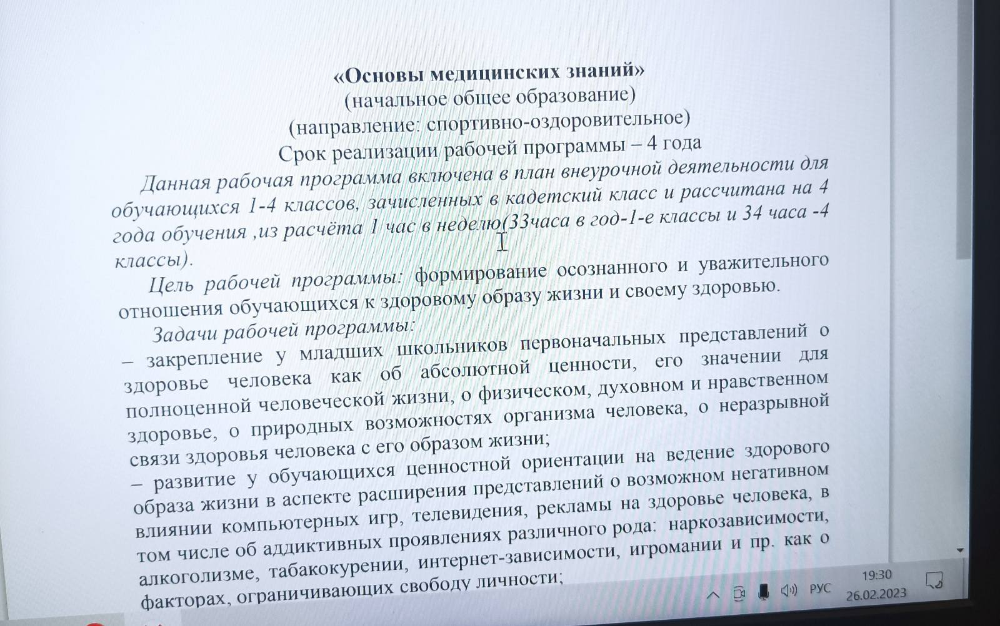 «Основы медицинских знаний»
(начальное общее образование)
(направление: спортивно-оздоровительное)
Срок реализации рабочей программы – 4 года
Данная рабочая программа включена в план внеурочной деятельности для
обучающихся 1-4 классов, зачисленных в кадетский класс и рассчитана на 4
года обучения ,из расчёта 1 час в неделю(33часа в год-1-е классы и 34 часа -4
классы).
Цель рабочей программы: формирование осознанного и уважительного
отношения обучающихся к здоровому образу жизни и своему здоровью.
Задачи рабочей программы:
– закрепление у младших школьников первоначальных представлений о
здоровье человека как об абсолютной ценности, его значении для
полноценной человеческой жизни, о физическом, духовном и нравственном
здоровье, о природных возможностях организма человека, о неразрывной
связи здоровья человека с его образом жизни;
– развитие у обучающихся ценностной ориентации на ведение здорового
образа жизни в аспекте расширения представлений о возможном негативном
влиянии компьютерных игр, телевидения, рекламы на здоровье человека, в
том числе об аддиктивных проявлениях различного рода: наркозависимости,
алкоголизме, табакокурении, интернет-зависимости, игромании и пр. как о
факторах, ограничивающих свободу личности;
РУС
19:30
26.02.2023